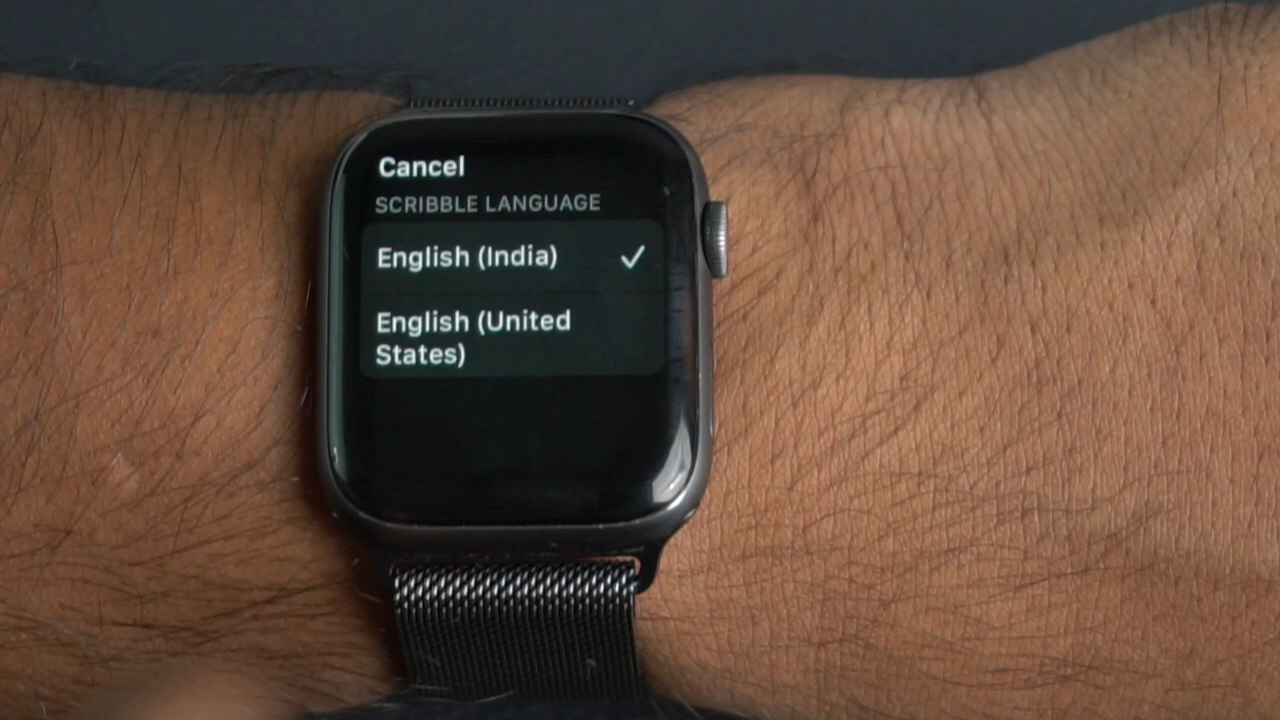 Cancel
SCRIBBLE LANGUAGE
English (India)
English (United
States)